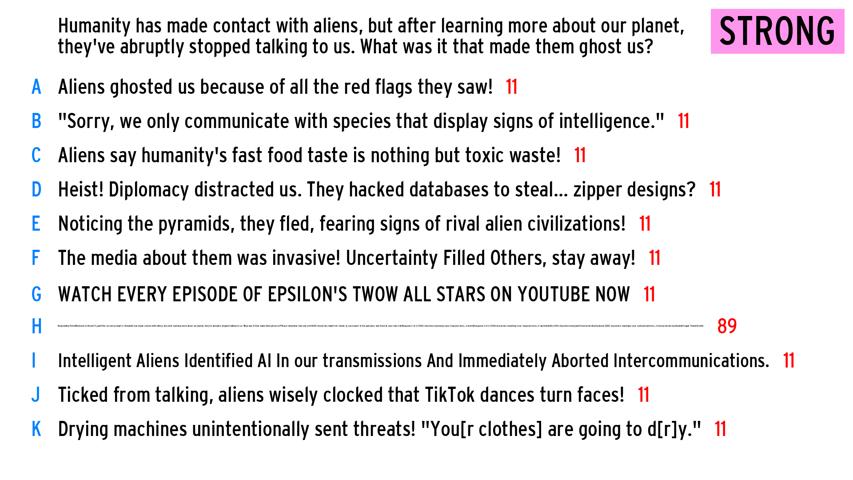 Humanity has made contact with aliens, but after learning more about our planet,
they've abruptly stopped talking to us. What was it that made them ghost us?
STRONG
A Aliens ghosted us because of all the red flags they saw! 11
B "Sorry, we only communicate with species that display signs of intelligence." 11
C Aliens say humanity's fast food taste is nothing but toxic waste! 11
D Heist! Diplomacy distracted us. They hacked databases to steal... zipper designs? 11
E Noticing the pyramids, they fled, fearing signs of rival alien civilizations! 11
F The media about them was invasive! Uncertainty Filled Others, stay away! 11
G WATCH EVERY EPISODE OF EPSILON'S TWOW ALL STARS ON YOUTUBE NOW 11
H 89
I Intelligent Aliens Identified AI In our transmissions And Immediately Aborted Intercommunications. 11
J Ticked from talking, aliens wisely clocked that TikTok dances turn faces! 11
K Drying machines unintentionally sent threats! "You[r clothes] are going to d[r]y." 11